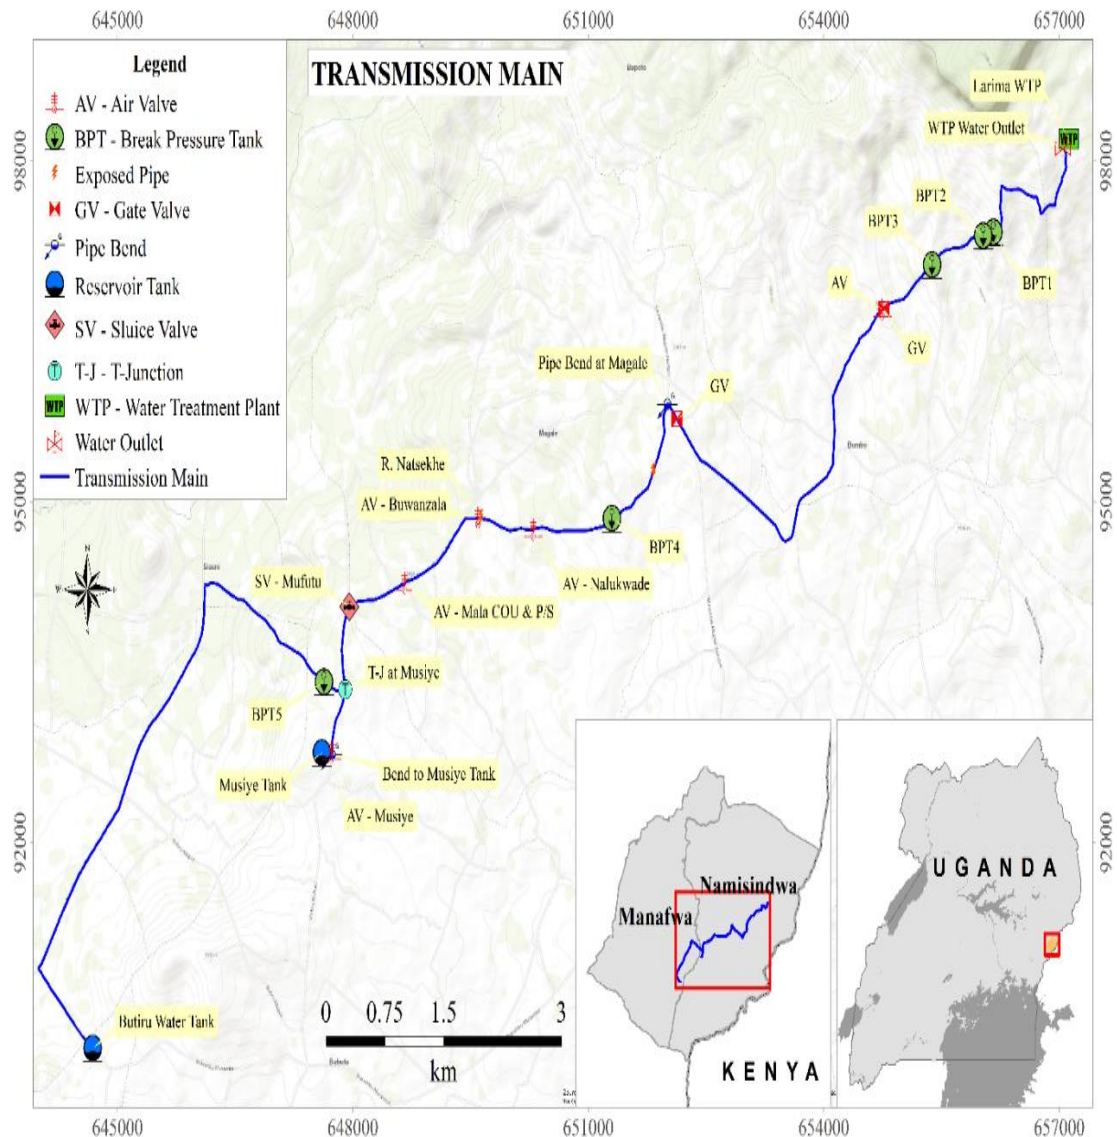 645000 648000 651000 654000 657000
TRANSMISSION MAIN
Legend
AV - Air Valve
BPT - Break Pressure Tank
Exposed Pipe
GV - Gate Valve
Pipe Bend
Reservoir Tank
SV - Sluice Valve
T-J - T-Junction
WTP - Water Treatment Plant
Water Outlet
Transmission Main
98000
95000
92000
98000
95000
92000
Larima WTP
WTP Water Outlet
WTP
BPT2
BPT3
BPT1
AV
GV
Pipe Bend at Magale
GV
Magale
Bumbo
R. Natsekhe
AV - Buwanzala
BPT4
AV - Nalukwade
SV - Mufutu
AV - Mala COU & P/S
T-J at Musiye
BPT5
Musiye Tank
Bend to Musiye Tank
AV - Musiye
Butiru Water Tank
N
W E
S
0 0.75 1.5 3
km
Namisindwa
Manafwa
KENYA
UGANDA
645000 648000 651000 654000 657000